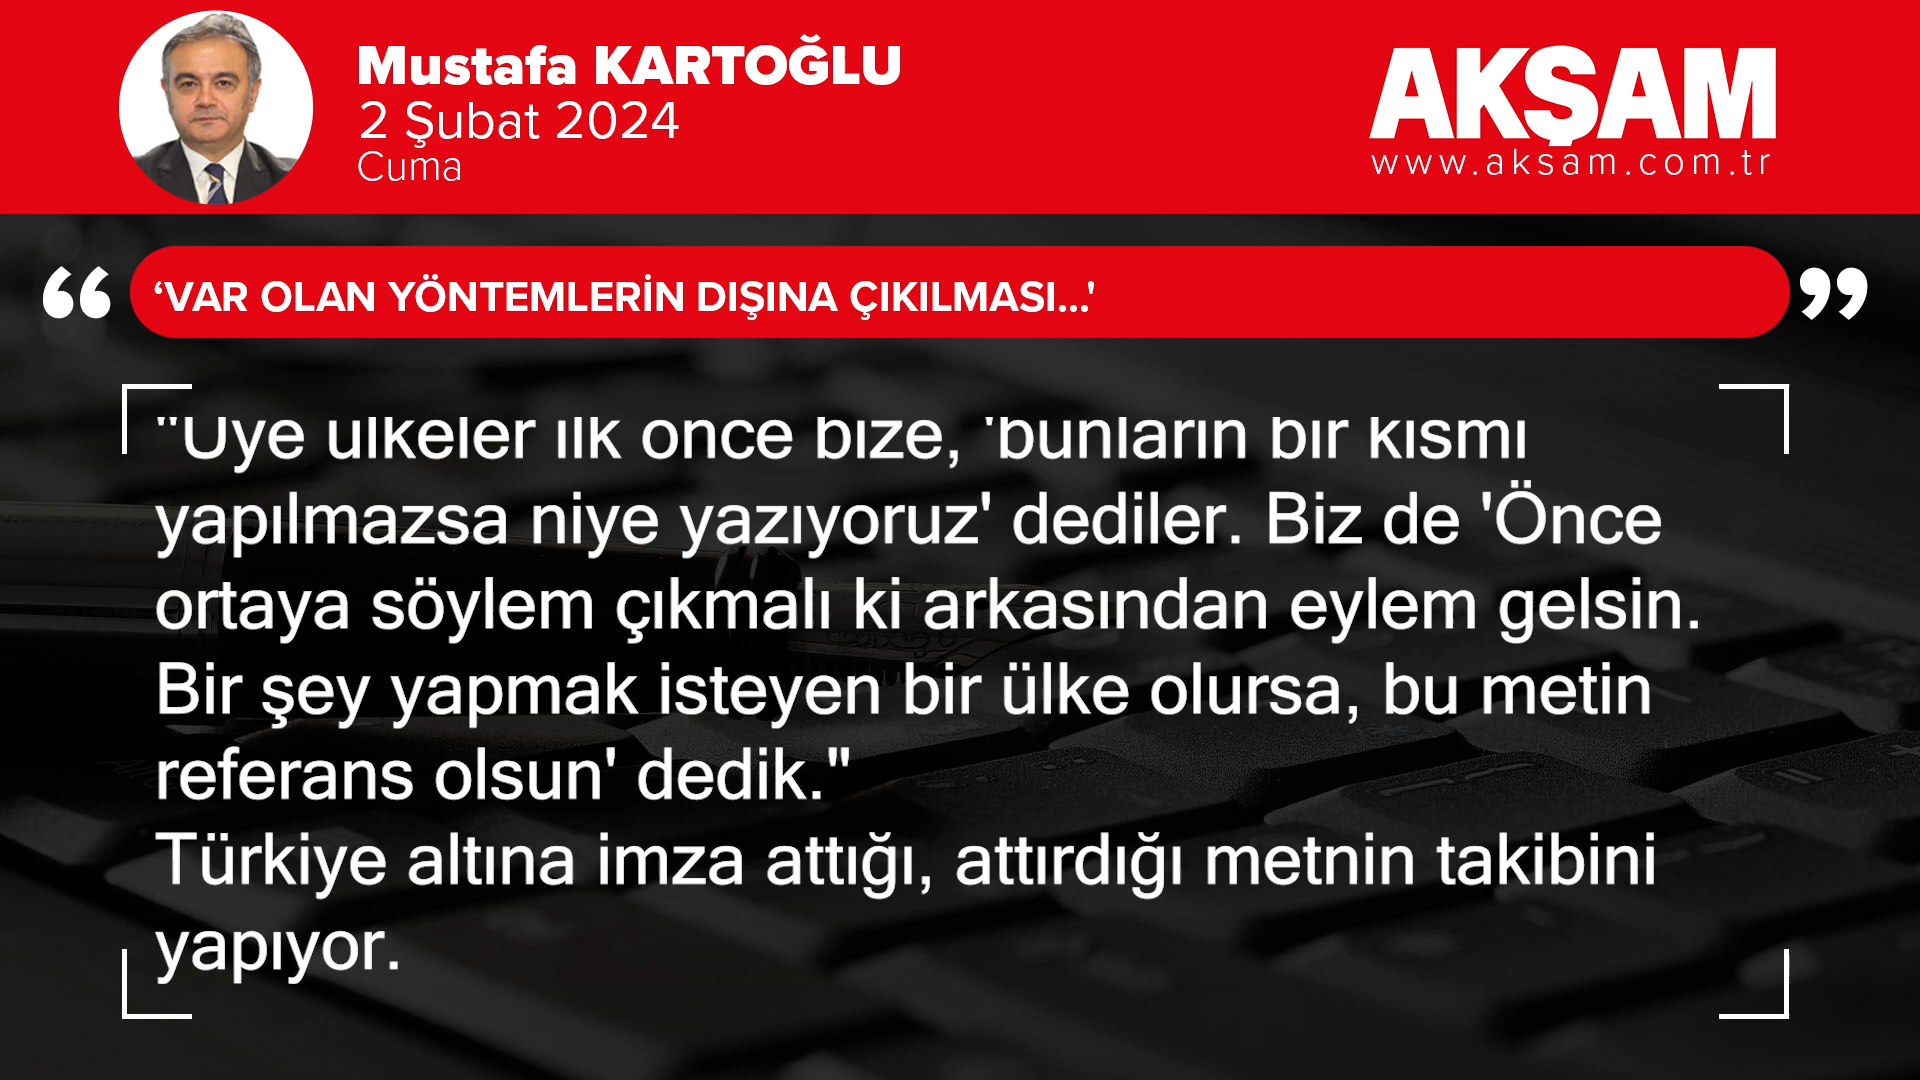 Mustafa KARTOĞLU
2 Şubat 2024
Cuma
AKŞAM
www.aksam.com.tr
“ ‘VAR OLAN YÖNTEMLERİN DIŞINA ÇIKILMASI...' ”
"Üye ülkeler ilk önce bize, 'bunların bir kısmı
yapılmazsa niye yazıyoruz' dediler. Biz de 'Önce
ortaya söylem çıkmalı ki arkasından eylem gelsin.
Bir şey yapmak isteyen bir ülke olursa, bu metin
referans olsun' dedik."
Türkiye altına imza attığı, attırdığı metnin takibini
yapıyor.